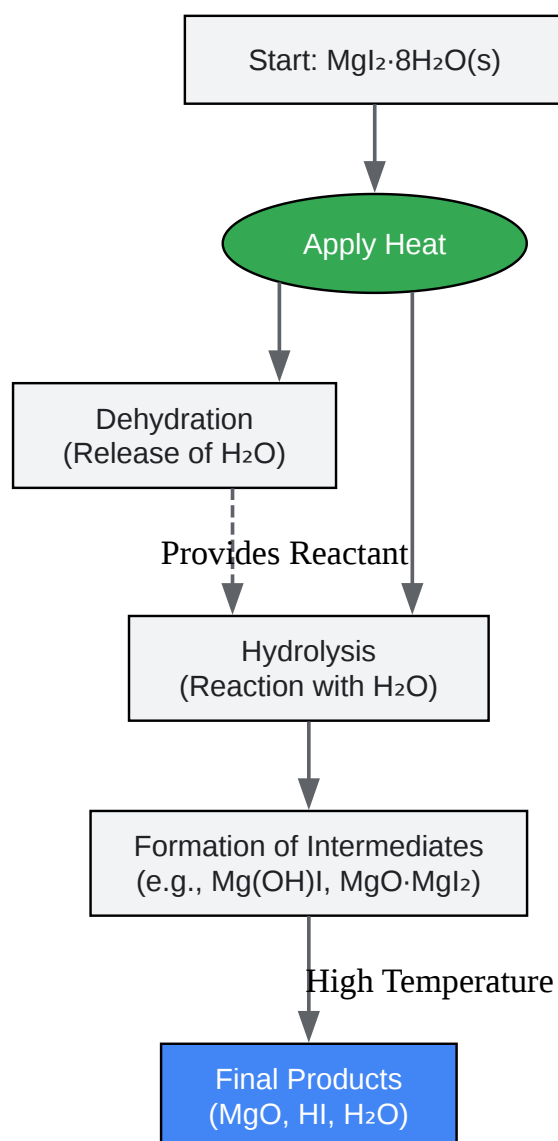 Start: MgI₂·8H₂O(s)
Apply Heat
Dehydration
(Release of H₂O)
Provides Reactant
Hydrolysis
(Reaction with H₂O)
Formation of Intermediates
(e.g., Mg(OH)I, MgO·MgI₂)
High Temperature
Final Products
(MgO, HI, H₂O)